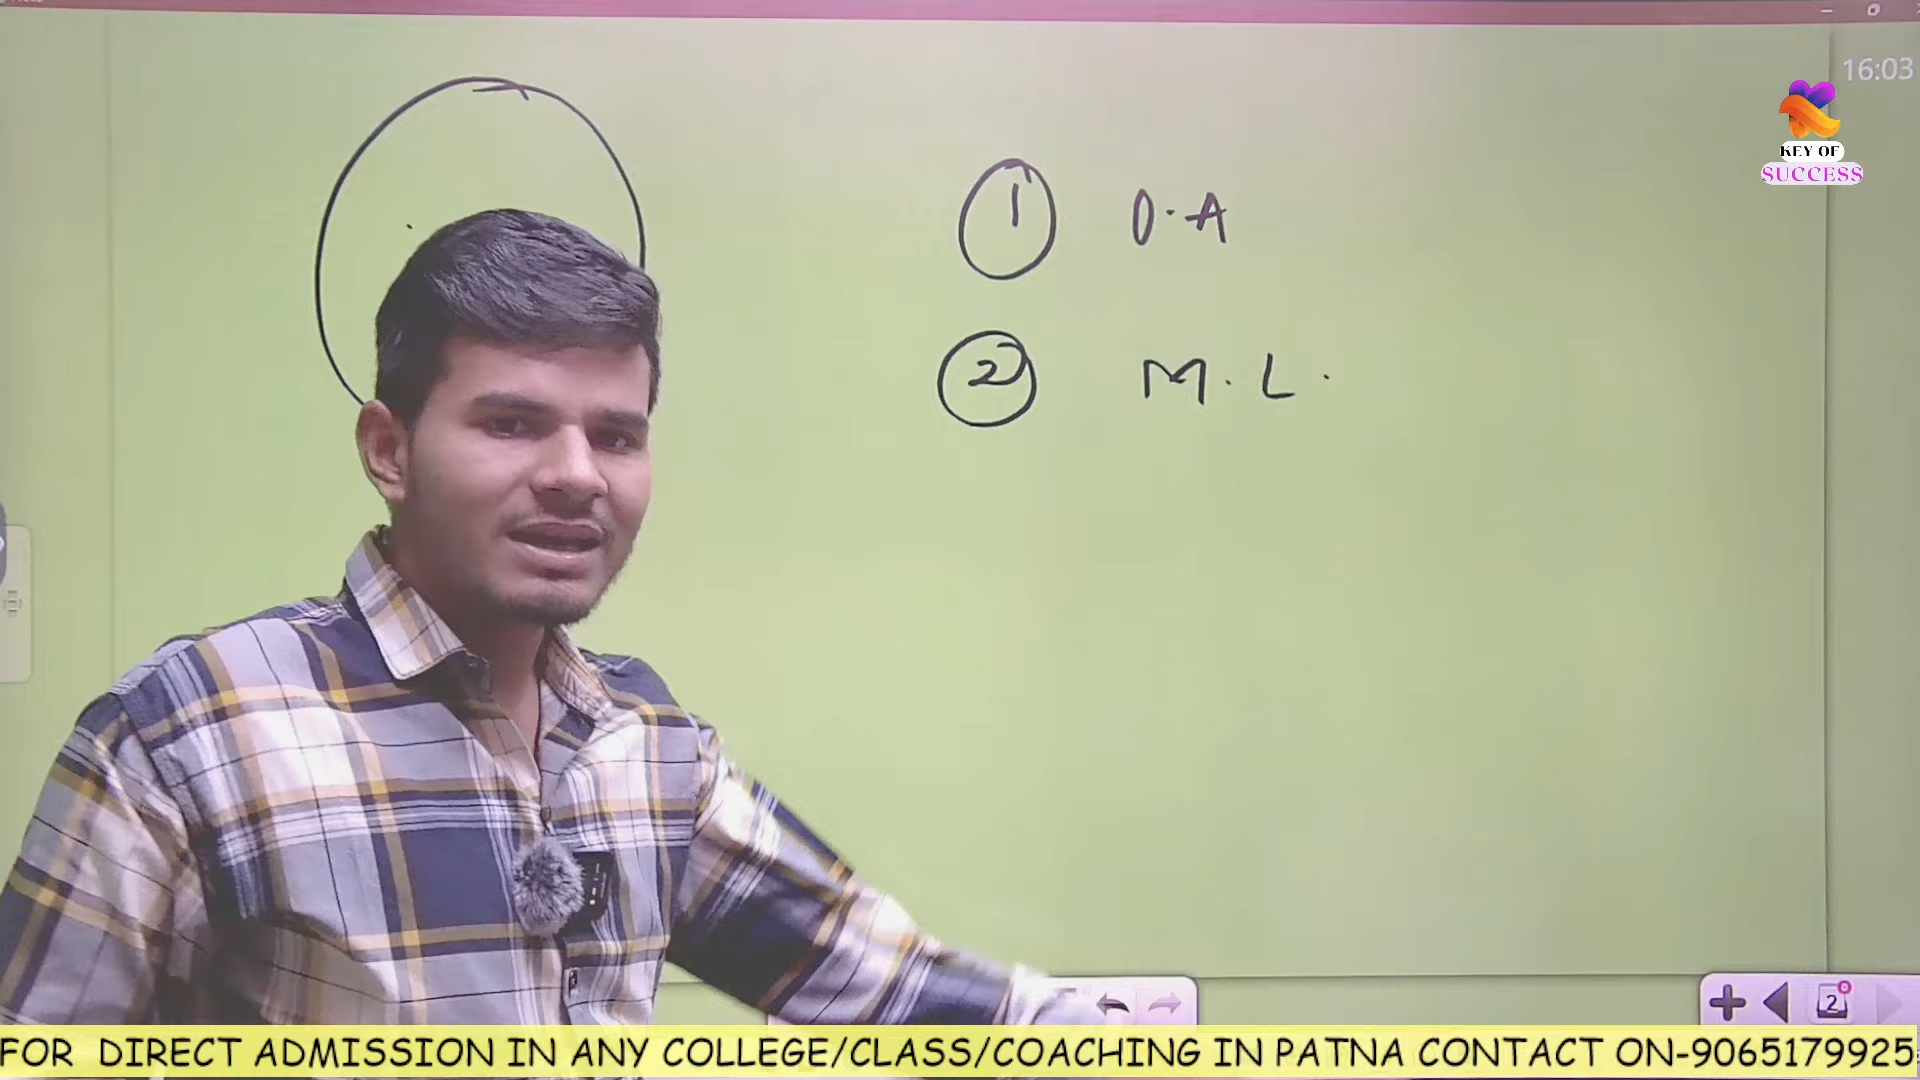 16:03
KEY OF
SUCCESS
1 O.A
2 M.L.
2
FOR DIRECT ADMISSION IN ANY COLLEGE/CLASS/COACHING IN PATNA CONTACT ON-9065179925